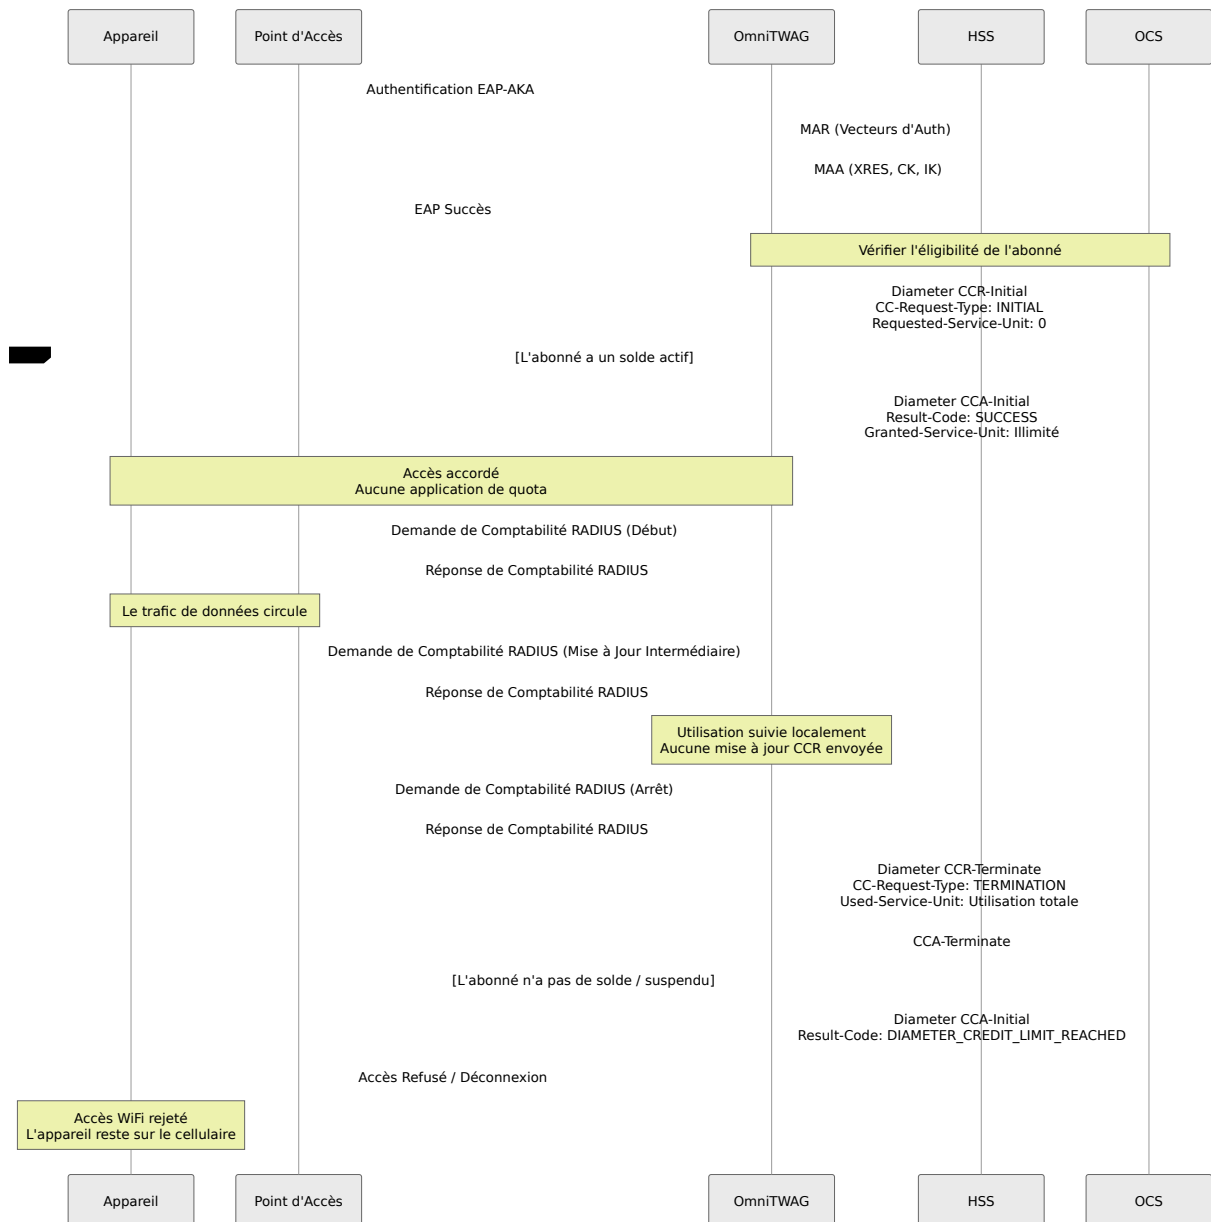 Appareil
Point d'Accès
OmniTWAG
HSS
OCS
Authentification EAP-AKA
MAR (Vecteurs d'Auth)
MAA (XRES, CK, IK)
EAP Succès
Vérifier l'éligibilité de l'abonné
Diameter CCR-Initial
CC-Request-Type: INITIAL
Requested-Service-Unit: 0
[L'abonné a un solde actif]
Diameter CCA-Initial
Result-Code: SUCCESS
Granted-Service-Unit: Illimité
Accès accordé
Aucune application de quota
Demande de Comptabilité RADIUS (Début)
Réponse de Comptabilité RADIUS
Le trafic de données circule
Demande de Comptabilité RADIUS (Mise à Jour Intermédiaire)
Réponse de Comptabilité RADIUS
Utilisation suivie localement
Aucune mise à jour CCR envoyée
Demande de Comptabilité RADIUS (Arrêt)
Réponse de Comptabilité RADIUS
Diameter CCR-Terminate
CC-Request-Type: TERMINATION
Used-Service-Unit: Utilisation totale
CCA-Terminate
[L'abonné n'a pas de solde / suspendu]
Diameter CCA-Initial
Result-Code: DIAMETER_CREDIT_LIMIT_REACHED
Accès Refusé / Déconnexion
Accès WiFi rejeté
L'appareil reste sur le cellulaire
Appareil
Point d'Accès
OmniTWAG
HSS
OCS